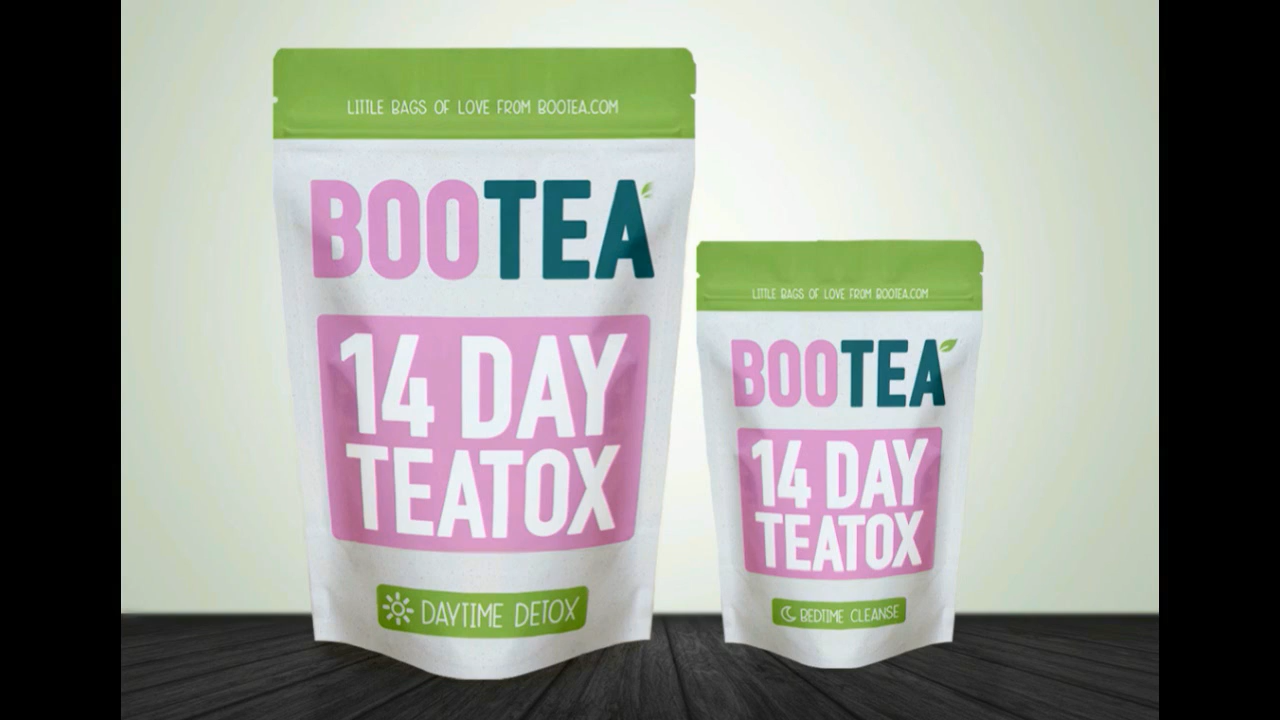 LITTLE BAGS OF LOVE FROM BOOTEA.COM
BOOTEA
14 DAY
TEATOX
DAYTIME DETOX
LITTLE BAGS OF LOVE FROM BOOTEA.COM
BOOTEA
14 DAY
TEATOX
BEDTIME CLEANSE